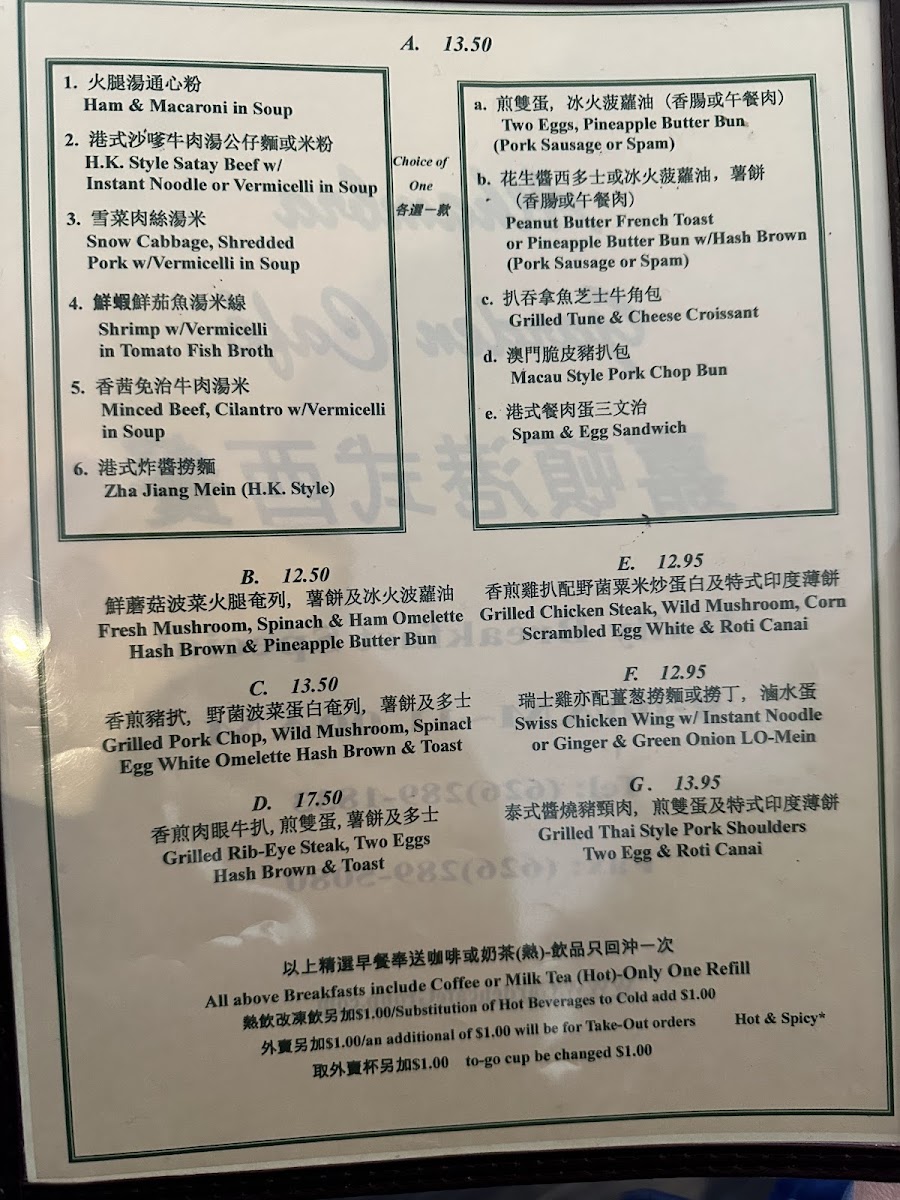 A. 13.50
1. 火腿湯通心粉
Ham & Macaroni in Soup
2. 港式沙嗲牛肉湯公仔麵或米粉
H.K. Style Satay Beef w/
Instant Noodle or Vermicelli in Soup
3. 雪菜肉絲湯米
Snow Cabbage, Shredded
Pork w/Vermicelli in Soup
4. 鮮蝦鮮茄魚湯米線
Shrimp w/Vermicelli
in Tomato Fish Broth
5. 香茜免治牛肉湯米
Minced Beef, Cilantro w/Vermicelli
in Soup
6. 港式炸醬撈麵
Zha Jiang Mein (H.K. Style)
Choice of
One
各選一款
a. 煎雙蛋, 冰火菠蘿油 (香腸或午餐肉)
Two Eggs, Pineapple Butter Bun
(Pork Sausage or Spam)
b. 花生醬西多士或冰火菠蘿油, 薯餅
(香腸或午餐肉)
Peanut Butter French Toast
or Pineapple Butter Bun w/Hash Brown
(Pork Sausage or Spam)
c. 扒吞拿魚芝士牛角包
Grilled Tune & Cheese Croissant
d. 澳門脆皮豬扒包
Macau Style Pork Chop Bun
e. 港式餐肉蛋三文治
Spam & Egg Sandwich
B. 12.50
鮮蘑菇波菜火腿奄列, 薯餅及冰火菠蘿油
Fresh Mushroom, Spinach & Ham Omelette
Hash Brown & Pineapple Butter Bun
C. 13.50
香煎豬扒, 野菌波菜蛋白奄列, 薯餅及多士
Grilled Pork Chop, Wild Mushroom, Spinach
Egg White Omelette Hash Brown & Toast
D. 17.50
香煎肉眼牛扒, 煎雙蛋, 薯餅及多士
Grilled Rib-Eye Steak, Two Eggs
Hash Brown & Toast
E. 12.95
香煎雞扒配野菌粟米炒蛋白及特式印度薄餅
Grilled Chicken Steak, Wild Mushroom, Corn
Scrambled Egg White & Roti Canai
F. 12.95
瑞士雞亦配薑葱撈麵或撈丁, 滷水蛋
Swiss Chicken Wing w/ Instant Noodle
or Ginger & Green Onion LO-Mein
G. 13.95
泰式醬燒豬頸肉, 煎雙蛋及特式印度薄餅
Grilled Thai Style Pork Shoulders
Two Egg & Roti Canai
以上精選早餐奉送咖啡或奶茶(熱)-飲品只回沖一次
All above Breakfasts include Coffee or Milk Tea (Hot)-Only One Refill
熱飲改凍飲另加$1.00/Substitution of Hot Beverages to Cold add $1.00
外賣另加$1.00/an additional of $1.00 will be for Take-Out orders Hot & Spicy*
取外賣杯另加$1.00 to-go cup be changed $1.00